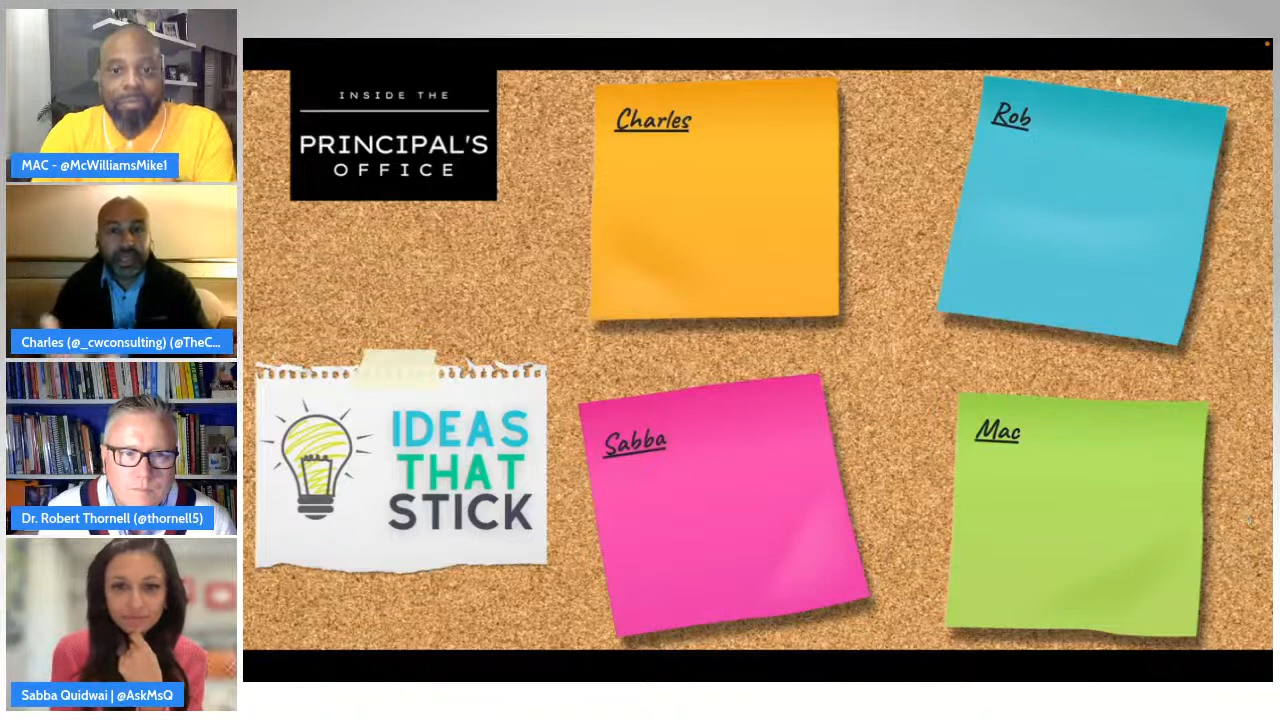 MAC - @McWilliamsMike1
Charles (@_cwconsulting) (@TheC...
Dr. Robert Thornell (@thornell5)
Sabba Quidwai | @AskMsQ
INSIDE THE
PRINCIPAL'S
OFFICE
IDEAS
THAT
STICK
Charles
Rob
Sabba
Mac